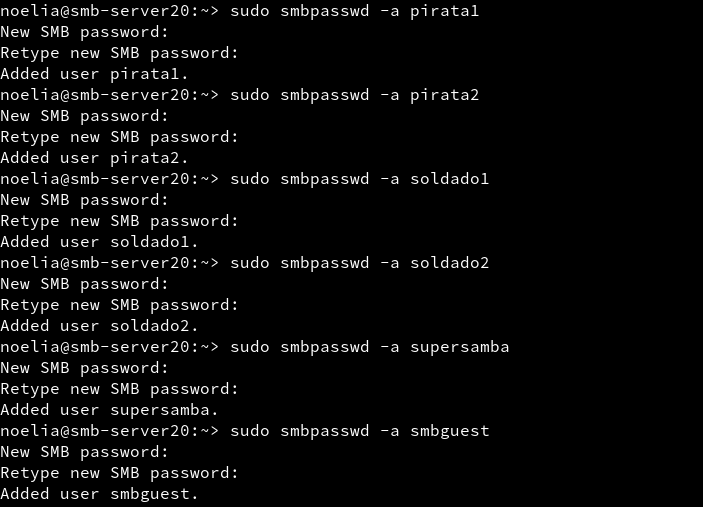 noelia@smb-server20:~> sudo smbpasswd -a pirata1
New SMB password:
Retype new SMB password:
Added user pirata1.
noelia@smb-server20:~> sudo smbpasswd -a pirata2
New SMB password:
Retype new SMB password:
Added user pirata2.
noelia@smb-server20:~> sudo smbpasswd -a soldado1
New SMB password:
Retype new SMB password:
Added user soldado1.
noelia@smb-server20:~> sudo smbpasswd -a soldado2
New SMB password:
Retype new SMB password:
Added user soldado2.
noelia@smb-server20:~> sudo smbpasswd -a supersamba
New SMB password:
Retype new SMB password:
Added user supersamba.
noelia@smb-server20:~> sudo smbpasswd -a smbguest
New SMB password:
Retype new SMB password:
Added user smbguest.